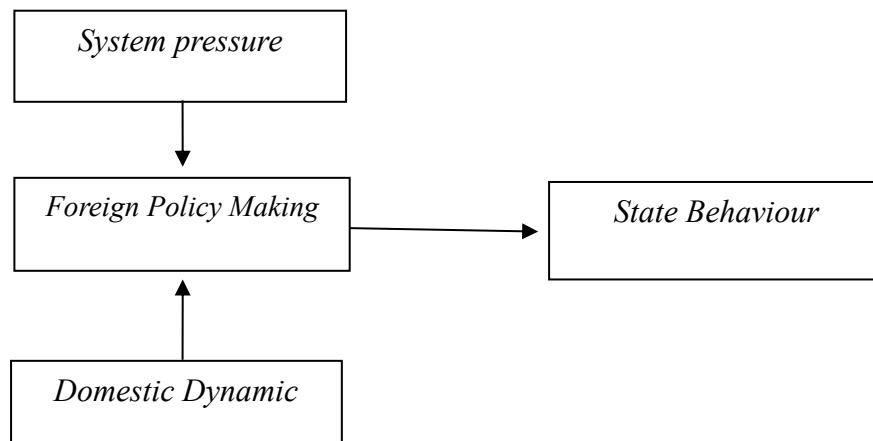 System pressure
Foreign Policy Making
State Behaviour
Domestic Dynamic